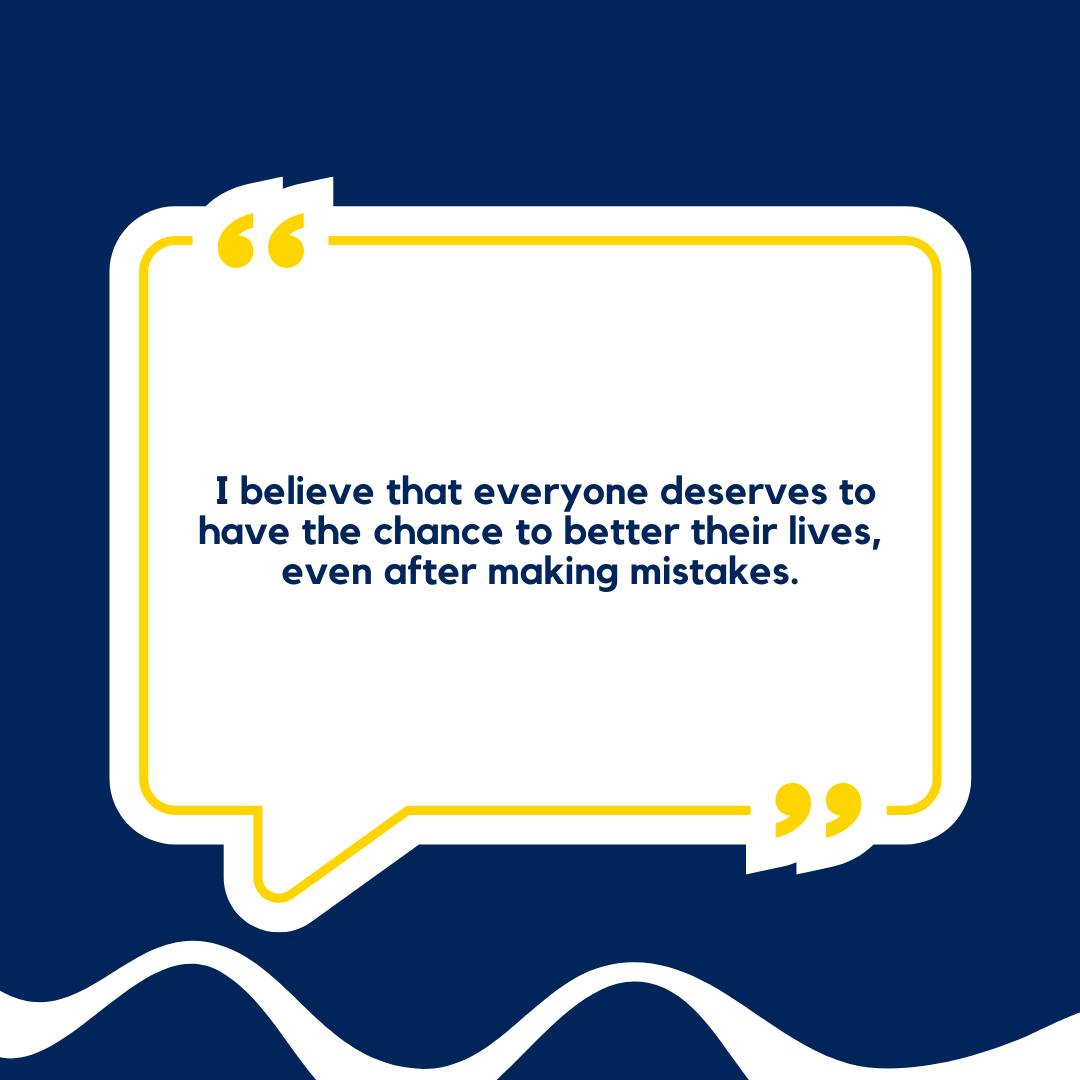 “
I believe that everyone deserves to
have the chance to better their lives,
even after making mistakes.
”